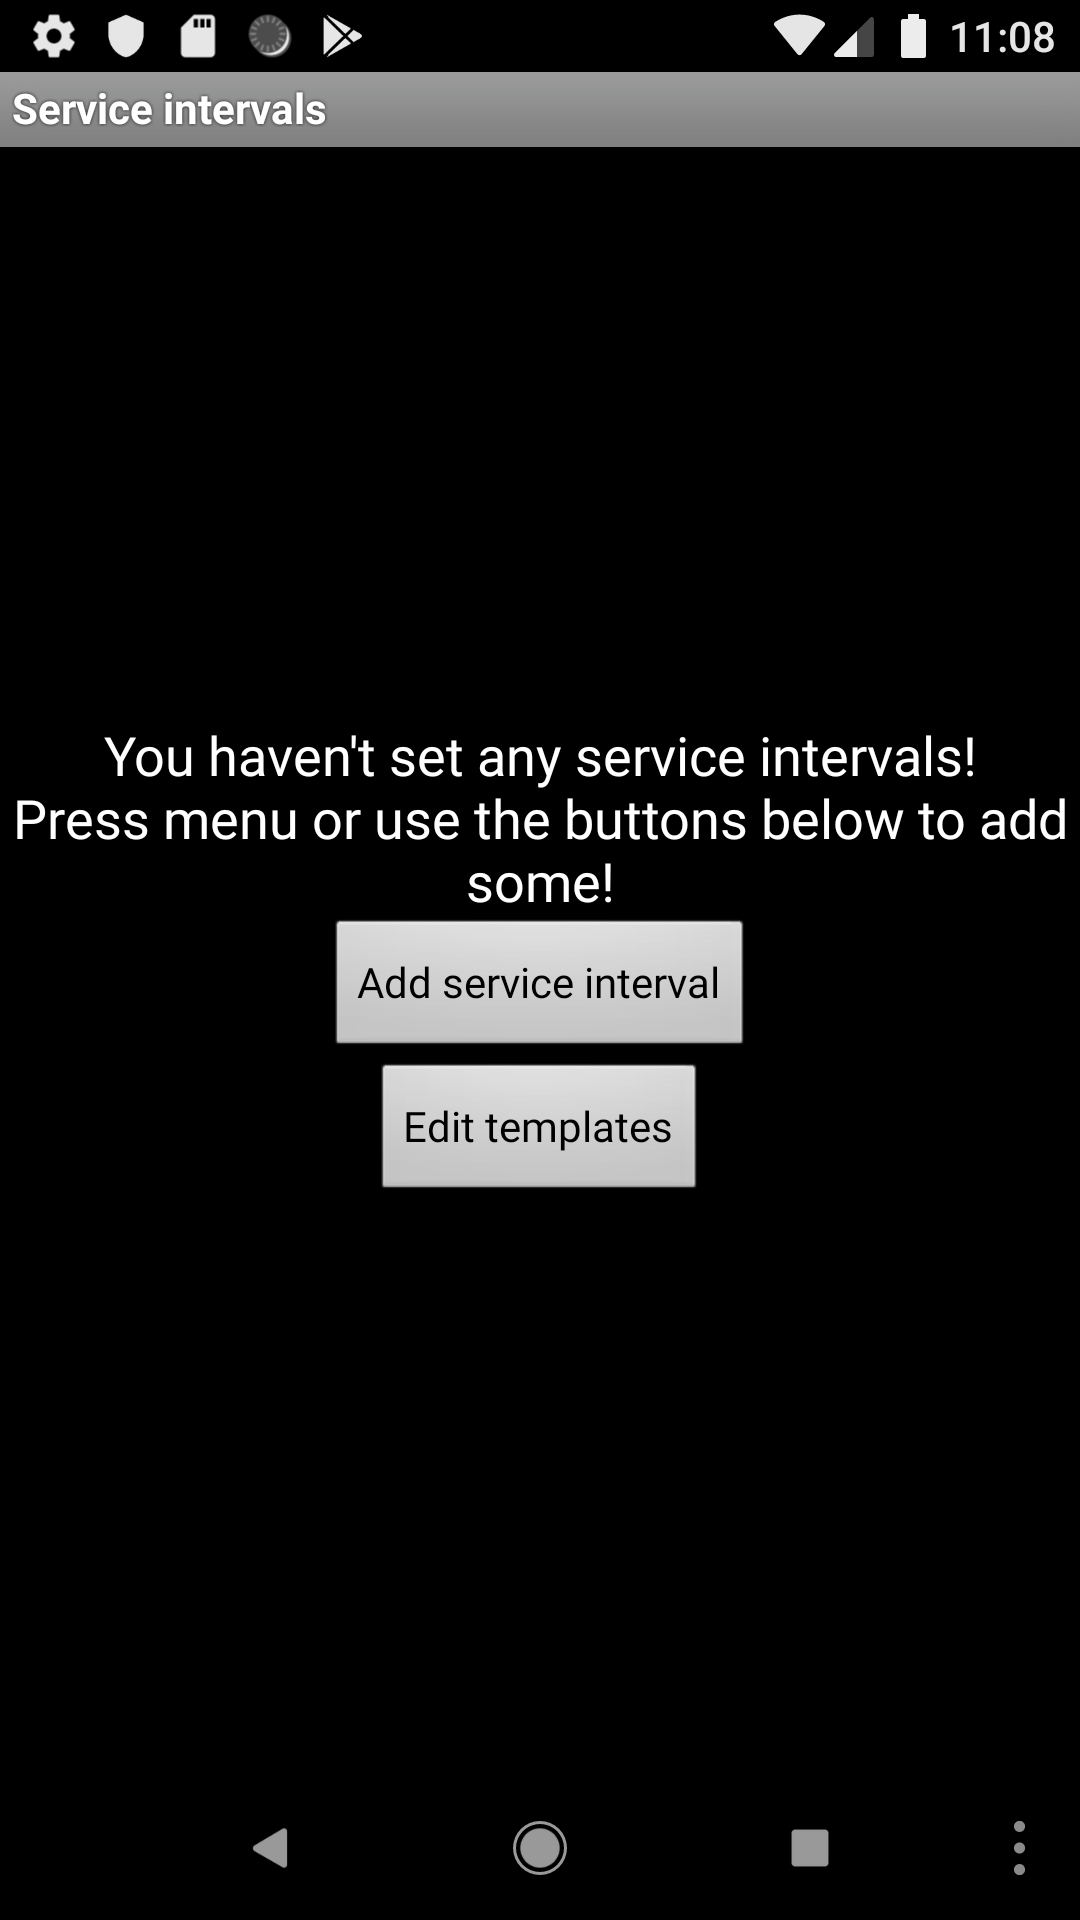 11:08
Service intervals
You haven't set any service intervals!
Press menu or use the buttons below to add
some!
Add service interval
Edit templates